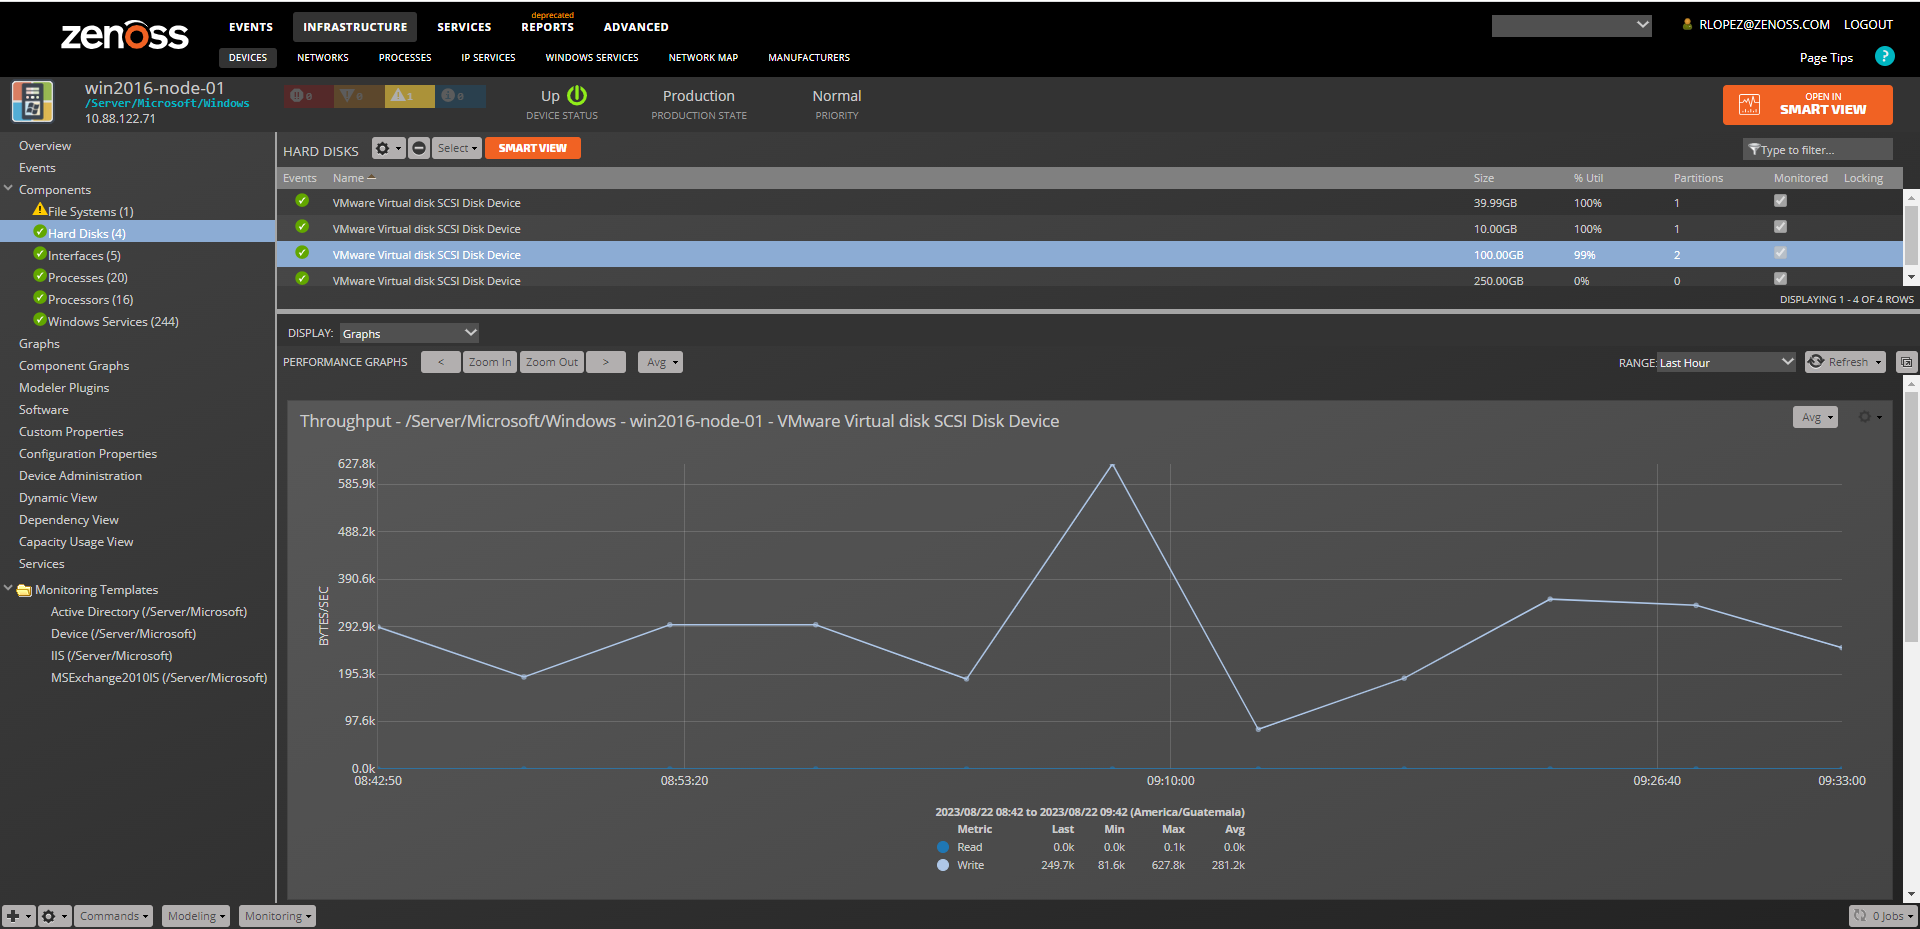 zenoss
EVENTS INFRASTRUCTURE SERVICES deprecated REPORTS ADVANCED
RLOPEZ@ZENOSS.COM LOGOUT
DEVICES NETWORKS PROCESSES IP SERVICES WINDOWS SERVICES NETWORK MAP MANUFACTURERS
Page Tips ?
win2016-node-01
/Server/Microsoft/Windows
10.88.122.71
0 0 1 0
Up
DEVICE STATUS
Production
PRODUCTION STATE
Normal
PRIORITY
OPEN IN
SMART VIEW
Overview
Events
Components
File Systems (1)
Hard Disks (4)
Interfaces (5)
Processes (20)
Processors (16)
Windows Services (244)
Graphs
Component Graphs
Modeler Plugins
Software
Custom Properties
Configuration Properties
Device Administration
Dynamic View
Dependency View
Capacity Usage View
Services
Monitoring Templates
Active Directory (/Server/Microsoft)
Device (/Server/Microsoft)
IIS (/Server/Microsoft)
MSExchange2010IS (/Server/Microsoft)
HARD DISKS Select SMART VIEW Type to filter...
Events Name Size % Util Partitions Monitored Locking
VMware Virtual disk SCSI Disk Device 39.99GB 100% 1
VMware Virtual disk SCSI Disk Device 10.00GB 100% 1
VMware Virtual disk SCSI Disk Device 100.00GB 99% 2
VMware Virtual disk SCSI Disk Device 250.00GB 0% 0
DISPLAYING 1 - 4 OF 4 ROWS
DISPLAY: Graphs
PERFORMANCE GRAPHS < Zoom In Zoom Out > Avg RANGE: Last Hour Refresh
Throughput - /Server/Microsoft/Windows - win2016-node-01 - VMware Virtual disk SCSI Disk Device Avg
BYTES/SEC
627.8k
585.9k
488.2k
390.6k
292.9k
195.3k
97.6k
0.0k
08:42:50 08:53:20 09:10:00 09:26:40 09:33:00
2023/08/22 08:42 to 2023/08/22 09:42 (America/Guatemala)
Metric Last Min Max Avg
Read 0.0k 0.0k 0.1k 0.0k
Write 249.7k 81.6k 627.8k 281.2k
Commands Modeling Monitoring 0 Jobs